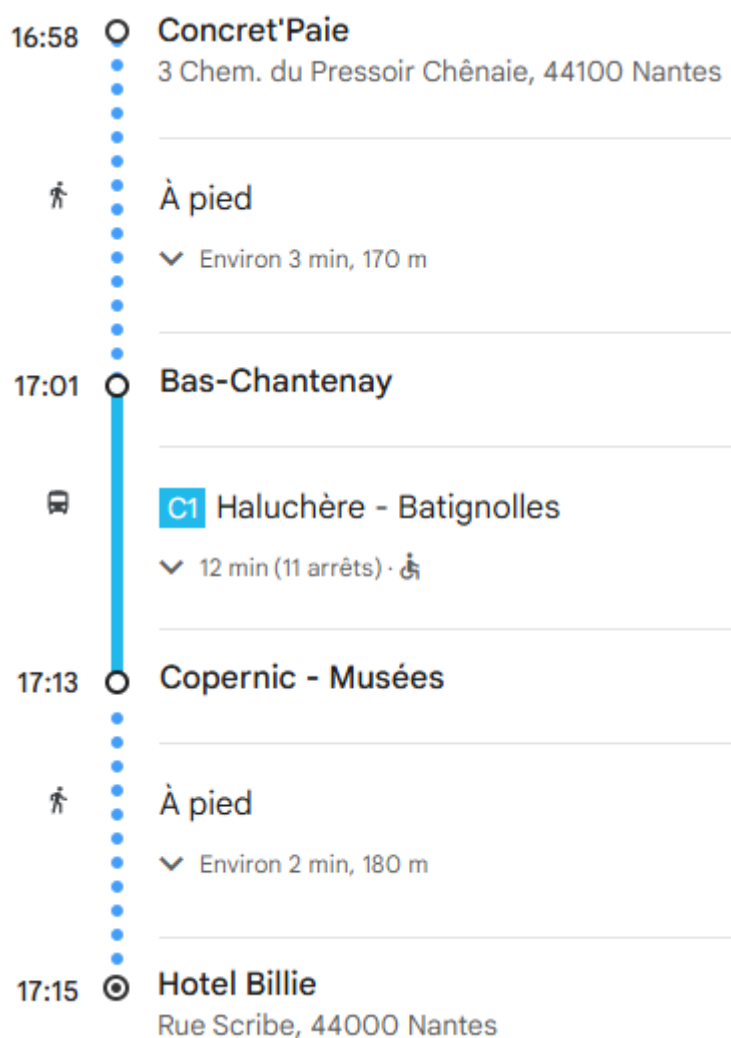 16:58 Concret'Paie
3 Chem. du Pressoir Chênaie, 44100 Nantes
À pied
Environ 3 min, 170 m
17:01 Bas-Chantenay
C1 Haluchère - Batignolles
12 min (11 arrêts) ·
17:13 Copernic - Musées
À pied
Environ 2 min, 180 m
17:15 Hotel Billie
Rue Scribe, 44000 Nantes